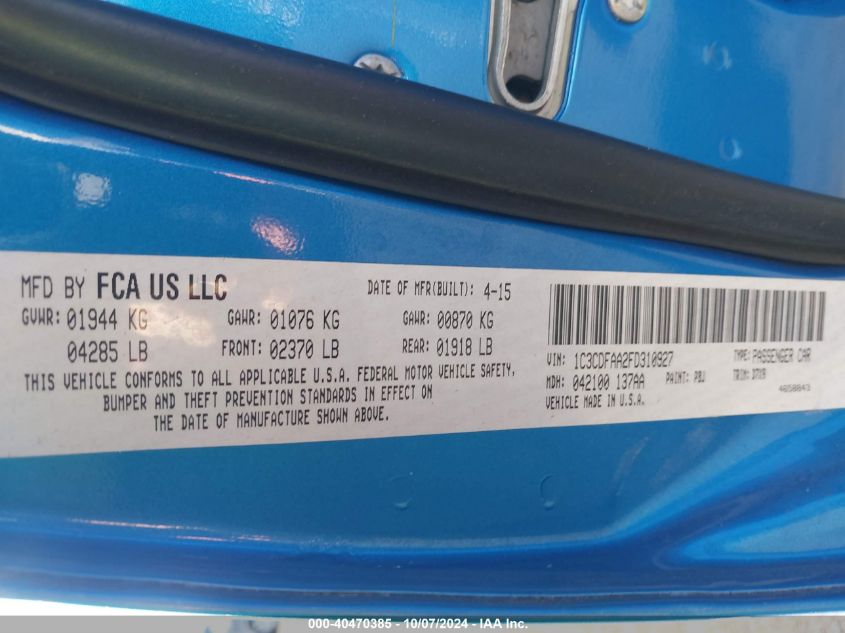 MFD BY FCA US LLC
DATE OF MFR(BUILT): 4-15
GVWR: 01944 KG
GAWR: 01076 KG
GAWR: 00870 KG
04285 LB
FRONT: 02370 LB
REAR: 01918 LB
THIS VEHICLE CONFORMS TO ALL APPLICABLE U.S.A. FEDERAL MOTOR VEHICLE SAFETY,
BUMPER AND THEFT PREVENTION STANDARDS IN EFFECT ON
THE DATE OF MANUFACTURE SHOWN ABOVE.
VIN: 1C3CDFAA2FD310927
TYPE: PASSENGER CAR
MDH: 042100 137AA
PAINT: PBJ
TRIM:
VEHICLE MADE IN U.S.A.
000-40470385 - 10/07/2024 - IAA Inc.